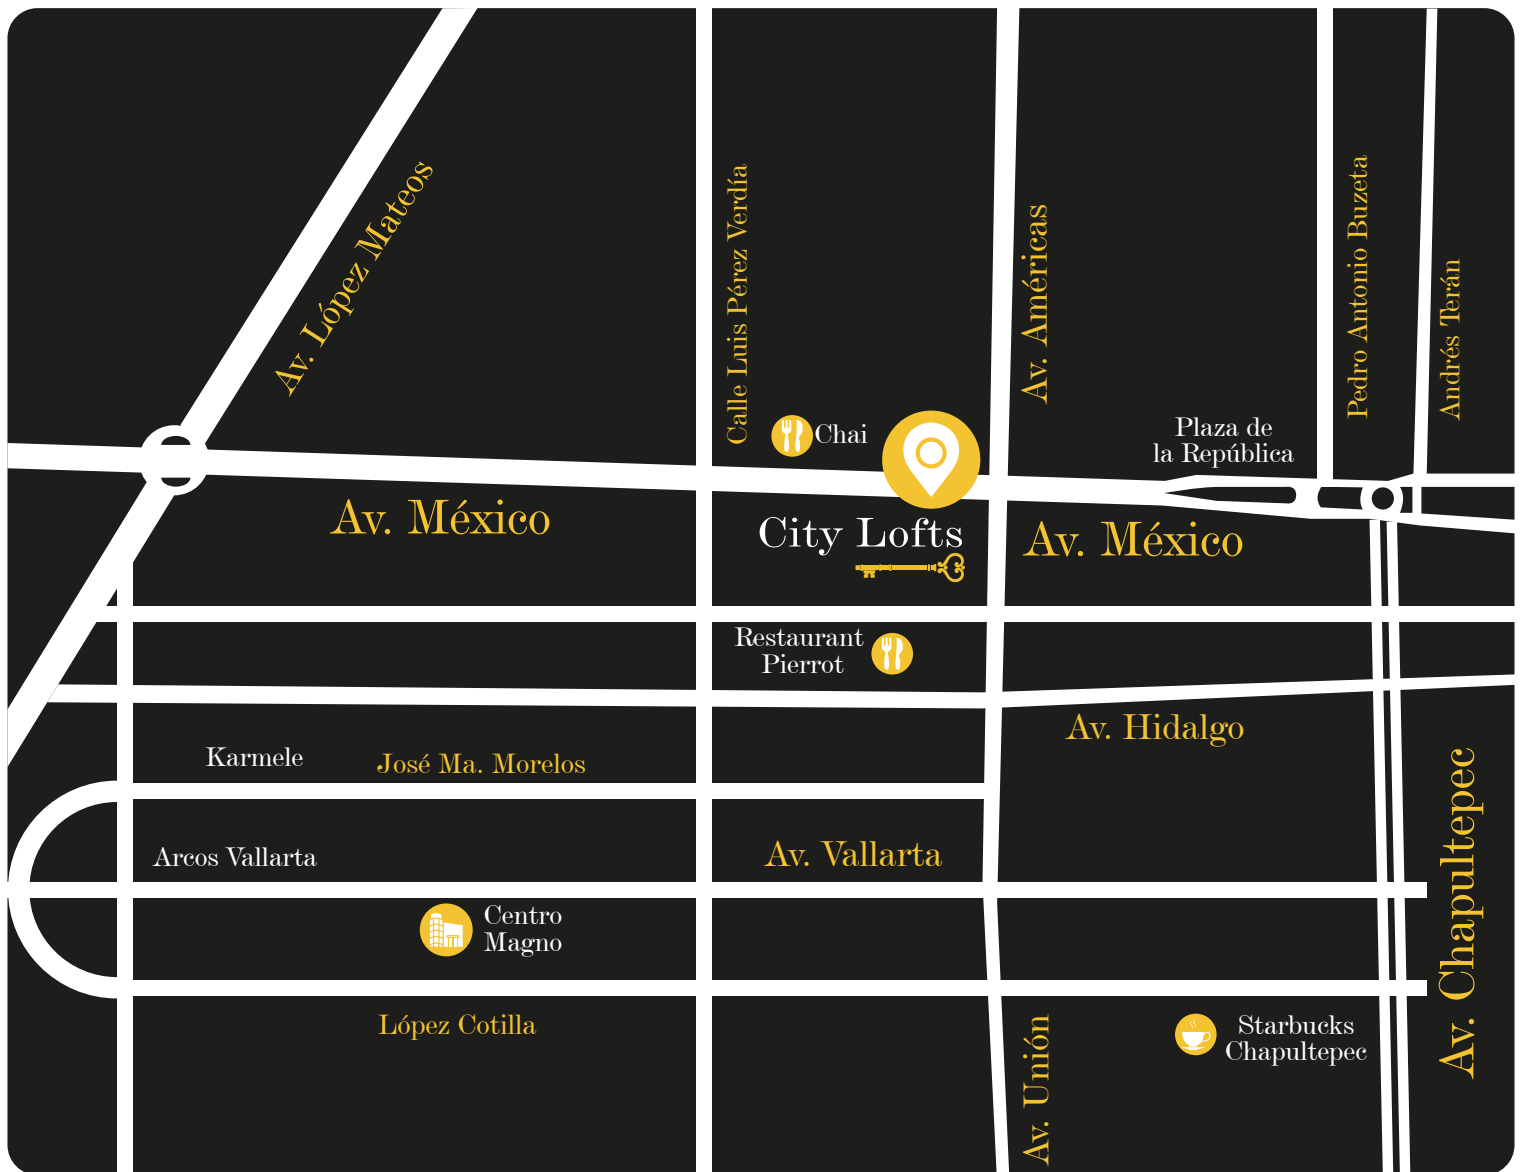 Av. López Mateos
Calle Luis Pérez Verdía
Av. Américas
Pedro Antonio Buzeta
Andrés Terán
Chai
Plaza de
la República
Av. México
City Lofts
Av. México
Restaurant
Pierrot
Av. Hidalgo
Karmele
José Ma. Morelos
Arcos Vallarta
Av. Vallarta
Centro
Magno
Av. Chapultepec
López Cotilla
Av. Unión
Starbucks
Chapultepec